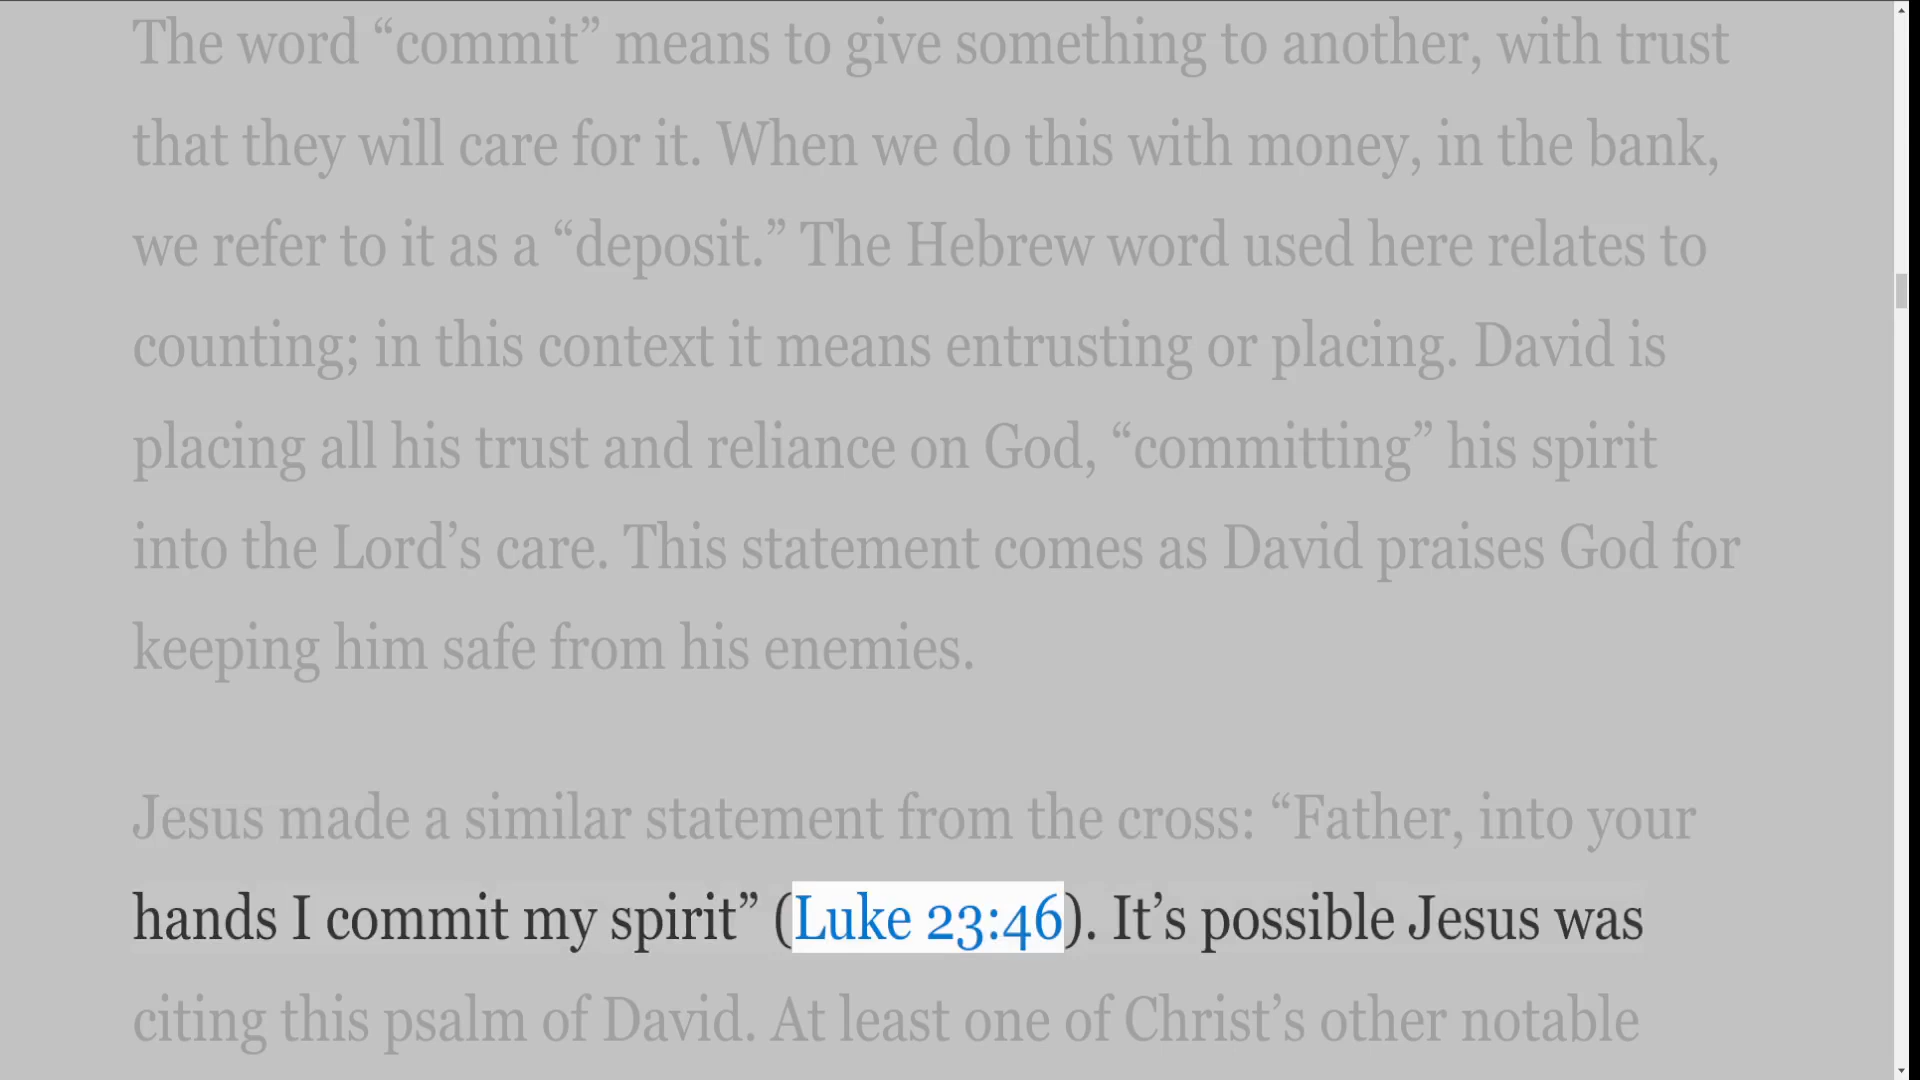 The word “commit” means to give something to another, with trust
that they will care for it. When we do this with money, in the bank,
we refer to it as a “deposit.” The Hebrew word used here relates to
counting; in this context it means entrusting or placing. David is
placing all his trust and reliance on God, “committing” his spirit
into the Lord’s care. This statement comes as David praises God for
keeping him safe from his enemies.
Jesus made a similar statement from the cross: “Father, into your
hands I commit my spirit” (Luke 23:46). It’s possible Jesus was
citing this psalm of David. At least one of Christ’s other notable